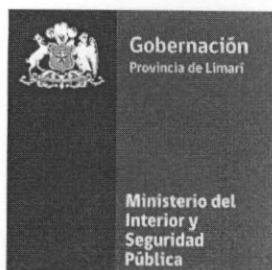 Gobernación
Provincia de Limarí
Ministerio del
Interior y
Seguridad
Pública